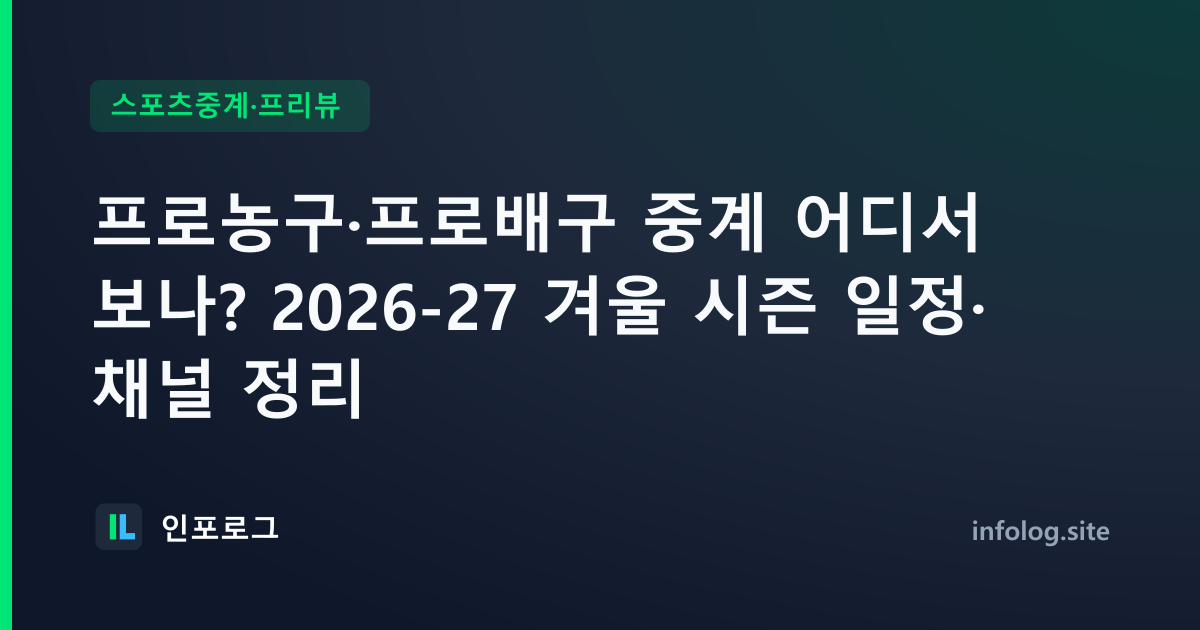 스포츠중계·프리뷰
프로농구·프로배구 중계 어디서
보나? 2026-27 겨울 시즌 일정·
채널 정리
IL 인포로그
infolog.site